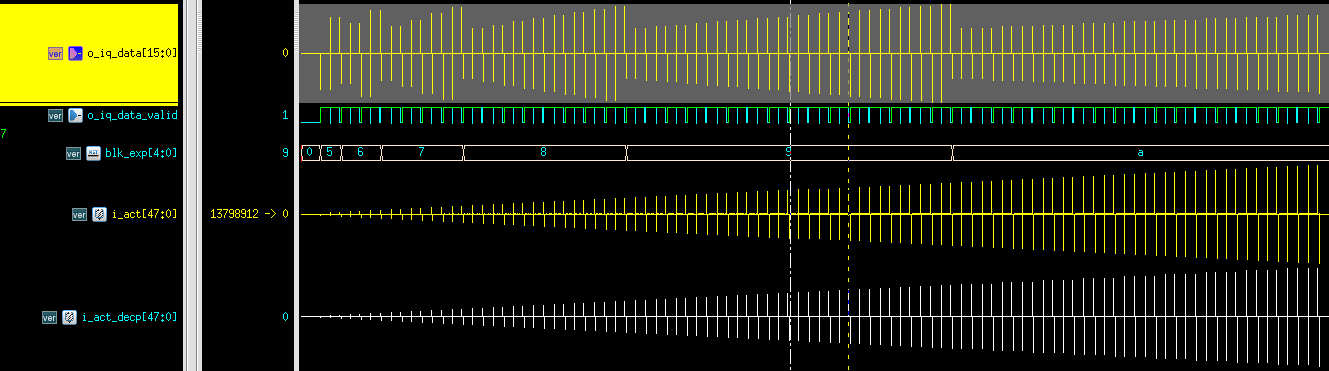 ver o_iq_data[15:0] 0
ver o_iq_data_valid 1
7
ver NET blk_exp[4:0] 9 0 5 6 7 8 9 a
ver i_act[47:0] 13798912 -> 0
ver i_act_decp[47:0] 0